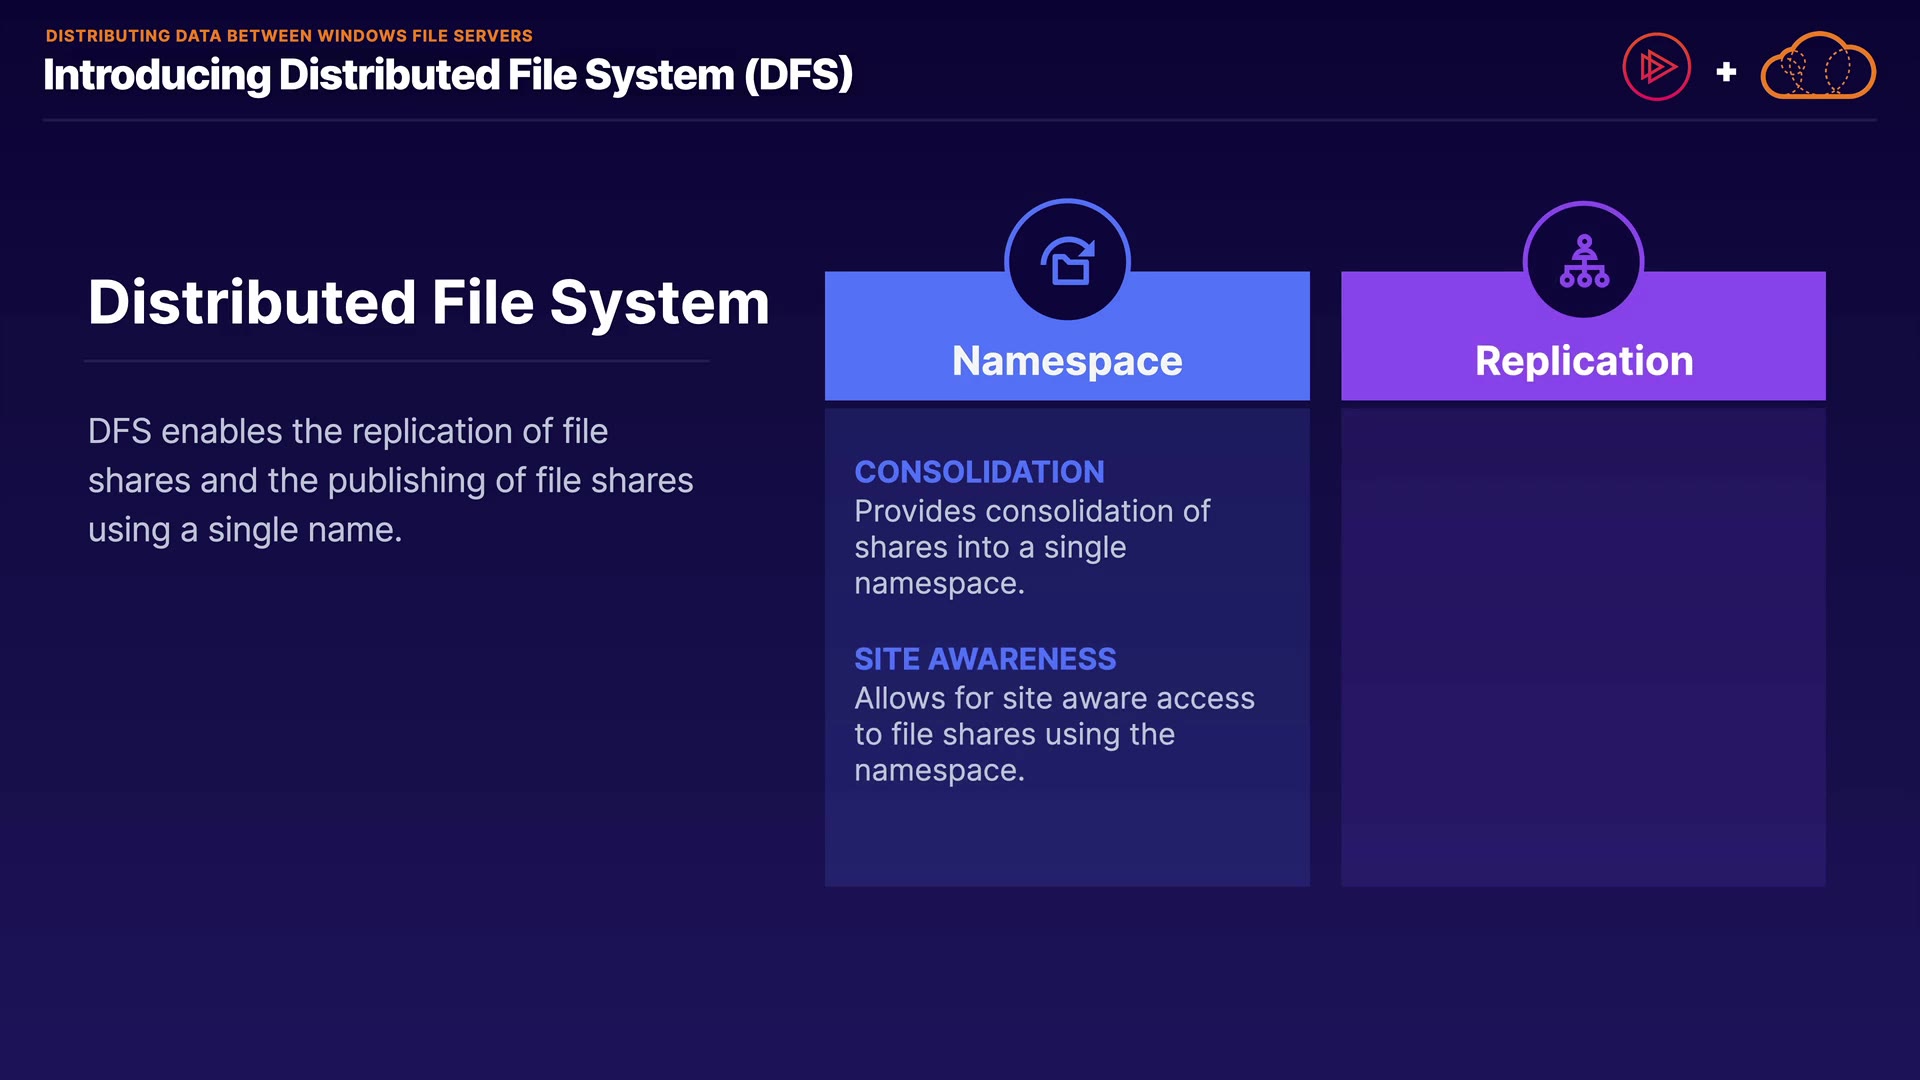 DISTRIBUTING DATA BETWEEN WINDOWS FILE SERVERS
Introducing Distributed File System (DFS)
+
Distributed File System
DFS enables the replication of file
shares and the publishing of file shares
using a single name.
Namespace
CONSOLIDATION
Provides consolidation of
shares into a single
namespace.
SITE AWARENESS
Allows for site aware access
to file shares using the
namespace.
Replication